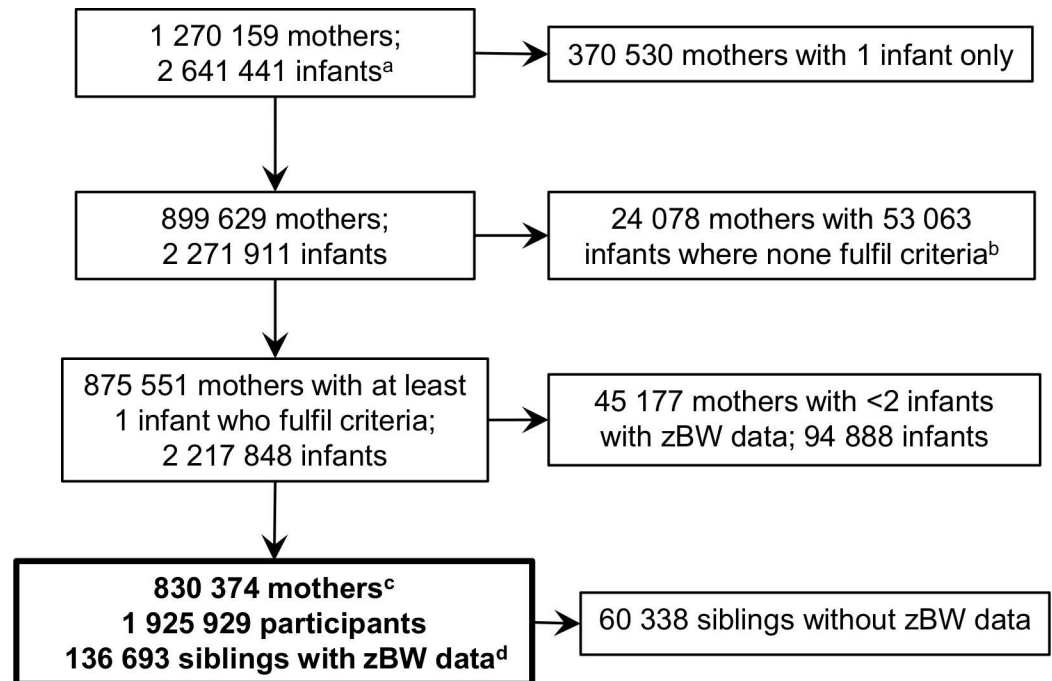 1 270 159 mothers;
2 641 441 infantsᵃ
370 530 mothers with 1 infant only
899 629 mothers;
2 271 911 infants
24 078 mothers with 53 063
infants where none fulfil criteriaᵇ
875 551 mothers with at least
1 infant who fulfil criteria;
2 217 848 infants
45 177 mothers with <2 infants
with zBW data; 94 888 infants
830 374 mothersᶜ
1 925 929 participants
136 693 siblings with zBW dataᵈ
60 338 siblings without zBW data